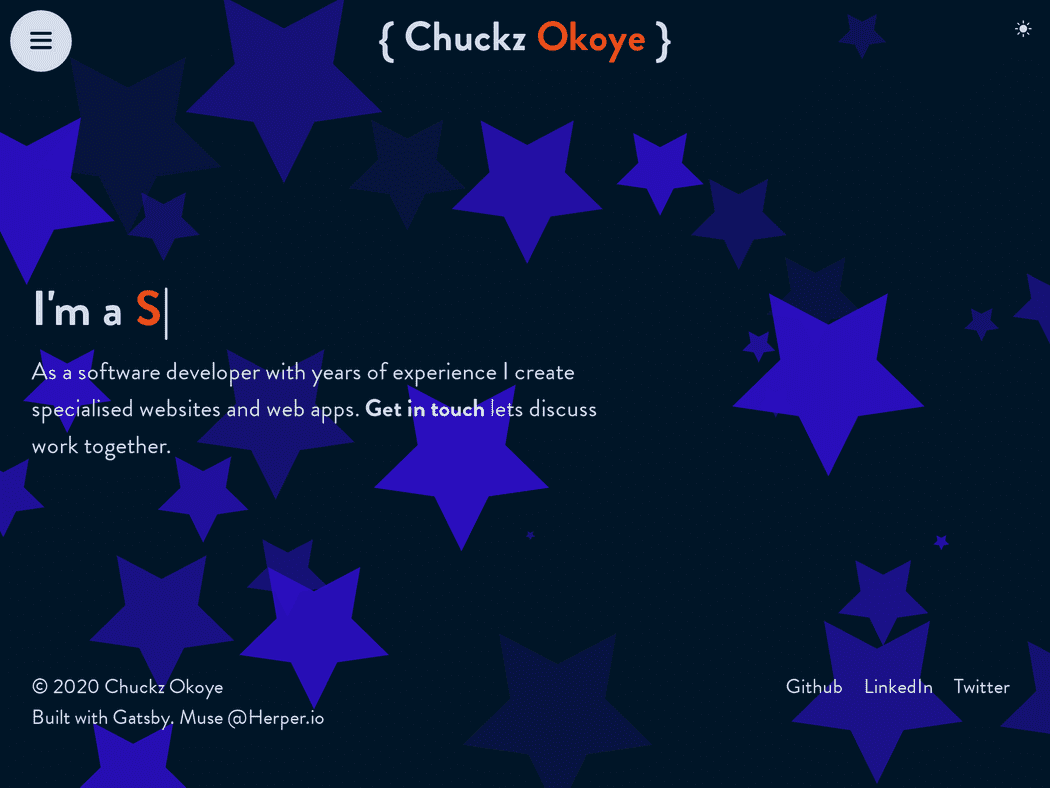 { Chuckz Okoye }
I'm a S
As a software developer with years of experience I create
specialised websites and web apps. Get in touch lets discuss
work together.
© 2020 Chuckz Okoye
Built with Gatsby. Muse @Herper.io
Github LinkedIn Twitter